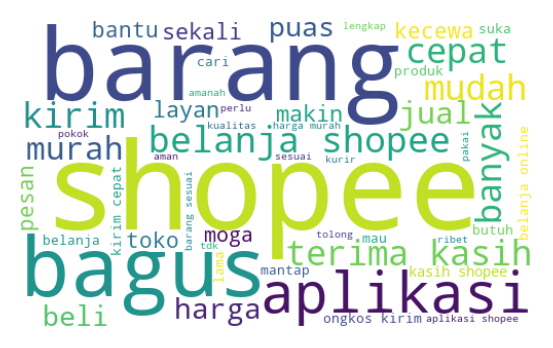 bantu sekali puas lengkap kecewa suka
barang cari cepat
produk
amanah mudah
kirim layan perlu makin jual banyak
kualitas harga murah
pokok belanja shopee pakai
murah aman sesuai kurir
shopee
pesan kirim cepat barang sesuai belanja online
belanja toko moga tolong mau butuh
tdk terima kasih ribet
bagus lama mantap kasih shopee
aplikasi
beli harga ongkos kirim aplikasi shopee